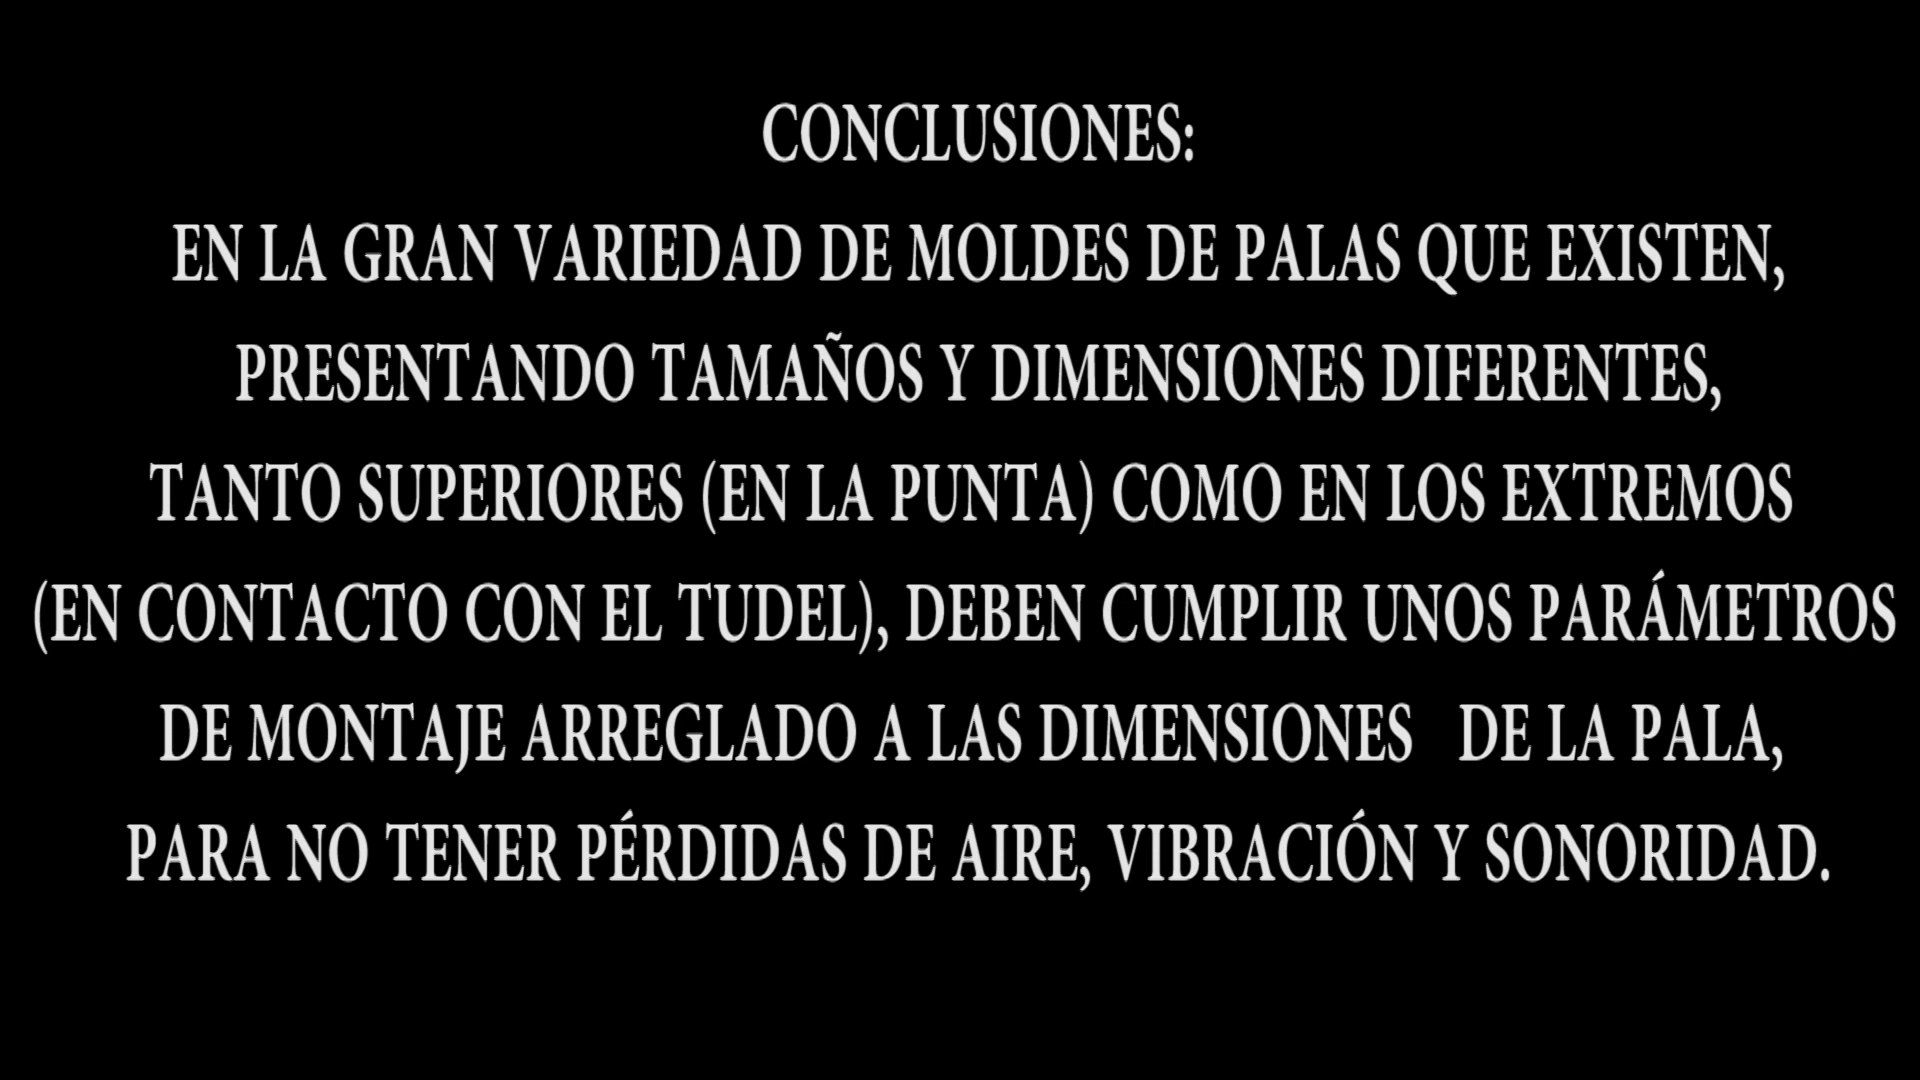 CONCLUSIONES:
EN LA GRAN VARIEDAD DE MOLDES DE PALAS QUE EXISTEN,
PRESENTANDO TAMAÑOS Y DIMENSIONES DIFERENTES,
TANTO SUPERIORES (EN LA PUNTA) COMO EN LOS EXTREMOS
(EN CONTACTO CON EL TUDEL), DEBEN CUMPLIR UNOS PARÁMETROS
DE MONTAJE ARREGLADO A LAS DIMENSIONES   DE LA PALA,
PARA NO TENER PÉRDIDAS DE AIRE, VIBRACIÓN Y SONORIDAD.